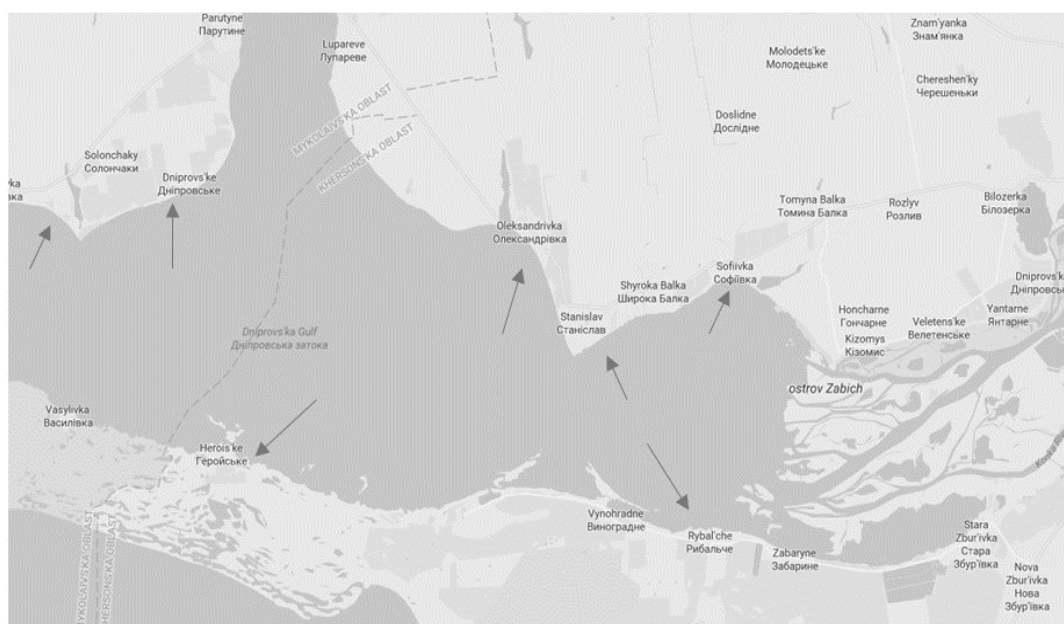 Parutyne
Парутине
Lupareve
Лупареве
Znam'yanka
Знам'янка
Molodets'ke
Молодецьке
Chereshen'ky
Черешеньки
MYKOLAIVS'KA OBLAST
KHERSONS'KA OBLAST
Doslidne
Дослідне
Solonchaky
Солончаки
Dniprovs'ke
Дніпровське
Tomyna Balka
Томина Балка
Rozlyv
Розлив
Bilozerka
Білозерка
Oleksandrivka
Олександрівка
Sofiivka
Софіївка
Shyroka Balka
Широка Балка
Stanislav
Станіслав
Honcharne
Гончарне
Kizomys
Кізомис
Veletens'ke
Велетенське
Yantarne
Янтарне
Dniprovs'ka Gulf
Дніпровська затока
ostrov Zabich
Vasylivka
Василівка
Herois'ke
Геройське
Vynohradne
Виноградне
Rybal'che
Рибальче
Zabaryne
Забарине
Stara
Zbur'ivka
Стара
Збур'ївка
Nova
Zbur'ivka
Нова
Збур'ївка
MYKOLAIVS'KA OBLAST
KHERSONS'KA OBLAST